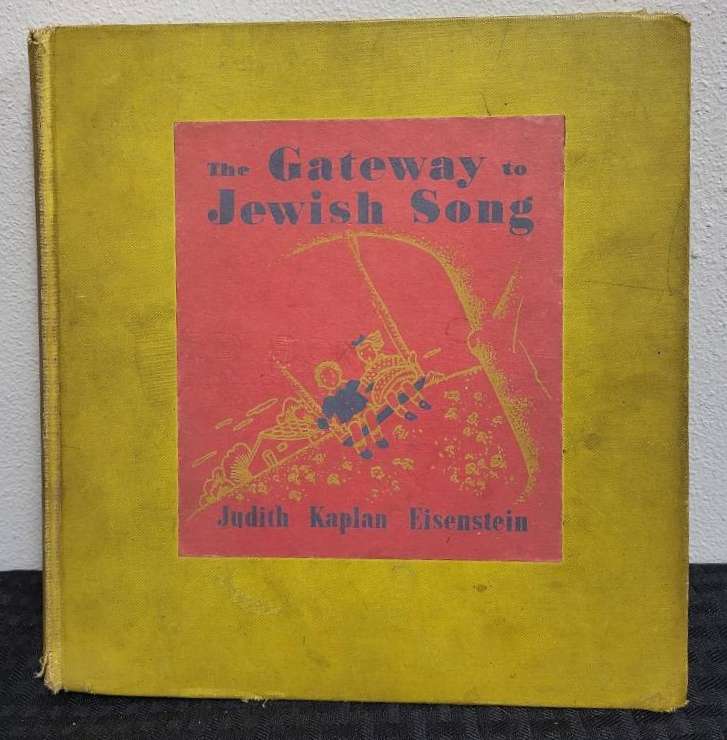 The Gateway to
Jewish Song
Judith Kaplan Eisenstein